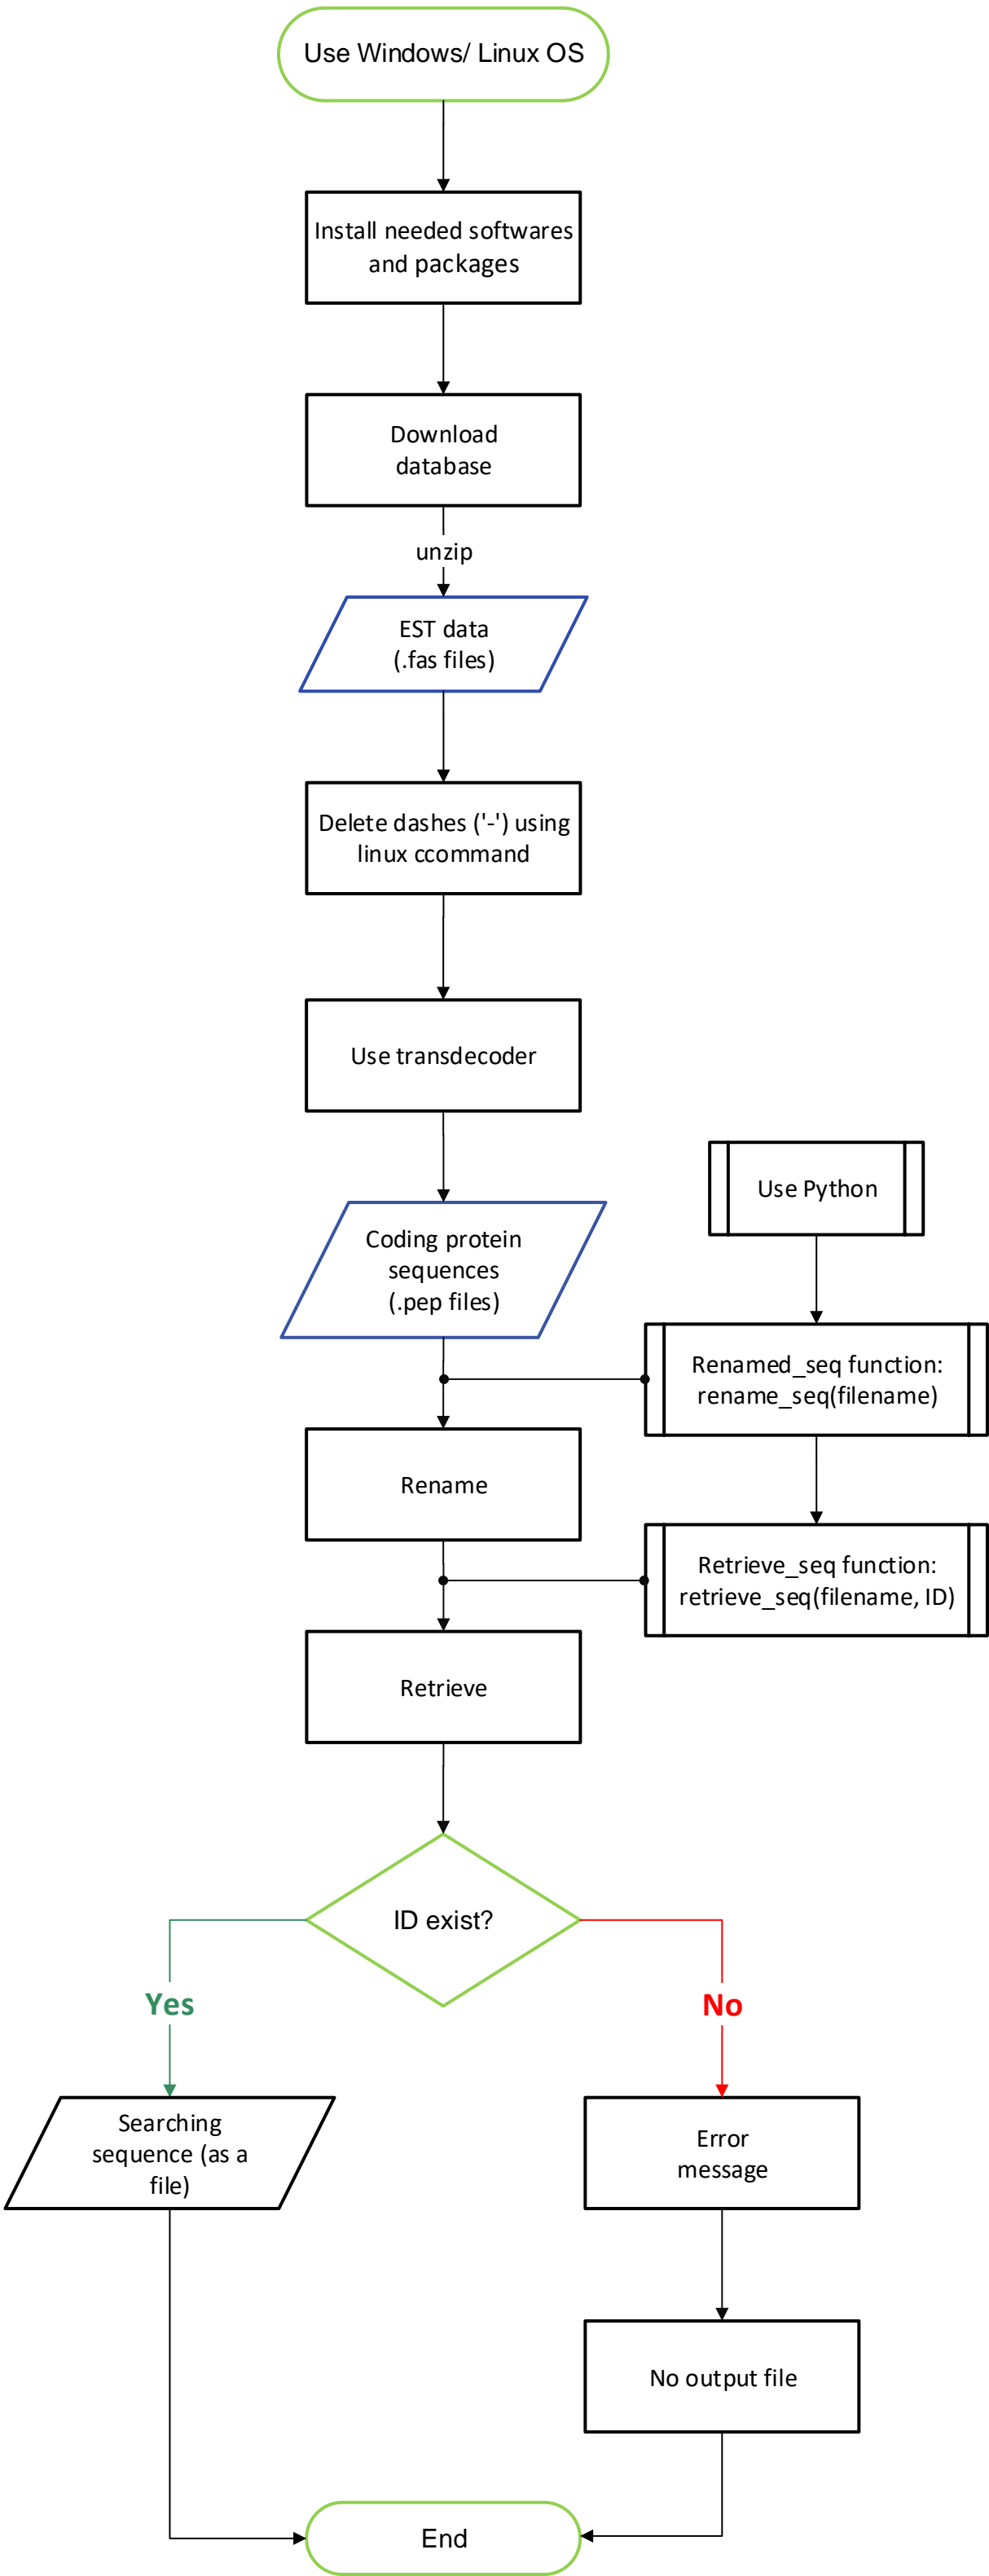 Use Windows/ Linux OS
Install needed softwares
and packages
Download
database
unzip
EST data
(.fas files)
Delete dashes ('-') using
linux ccommand
Use transdecoder
Use Python
Coding protein
sequences
(.pep files)
Renamed_seq function:
rename_seq(filename)
Rename
Retrieve_seq function:
retrieve_seq(filename, ID)
Retrieve
ID exist?
Yes
No
Searching
sequence (as a
file)
Error
message
No output file
End